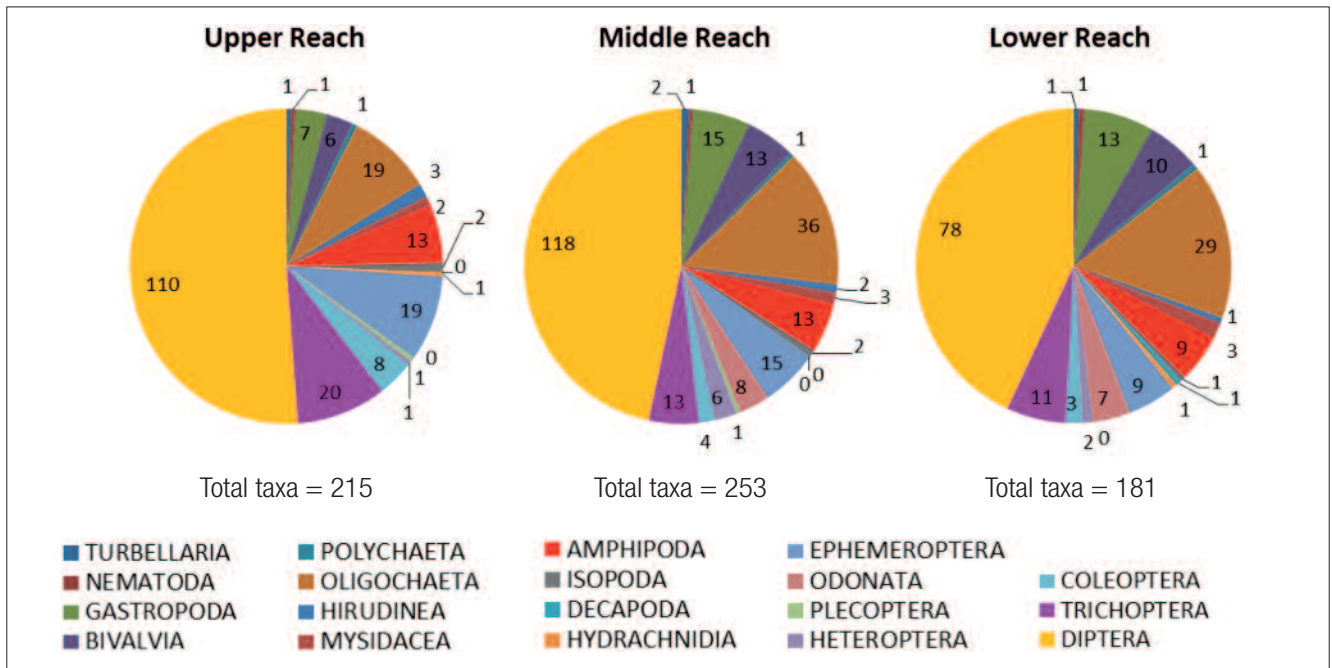 Upper Reach Middle Reach Lower Reach
1 1 1 7 6 19 3 2 13 2 0 1 19 0 1 1 8 20 110
2 1 15 13 1 36 2 3 13 2 0 0 15 8 1 6 4 13 118
1 1 13 10 1 29 1 3 9 1 1 1 9 7 0 2 3 11 78
Total taxa = 215 Total taxa = 253 Total taxa = 181
TURBELLARIA POLYCHAETA AMPHIPODA EPHEMEROPTERA
NEMATODA OLIGOCHAETA ISOPODA ODONATA COLEOPTERA
GASTROPODA HIRUDINEA DECAPODA PLECOPTERA TRICHOPTERA
BIVALVIA MYSIDACEA HYDRACHNIDIA HETEROPTERA DIPTERA